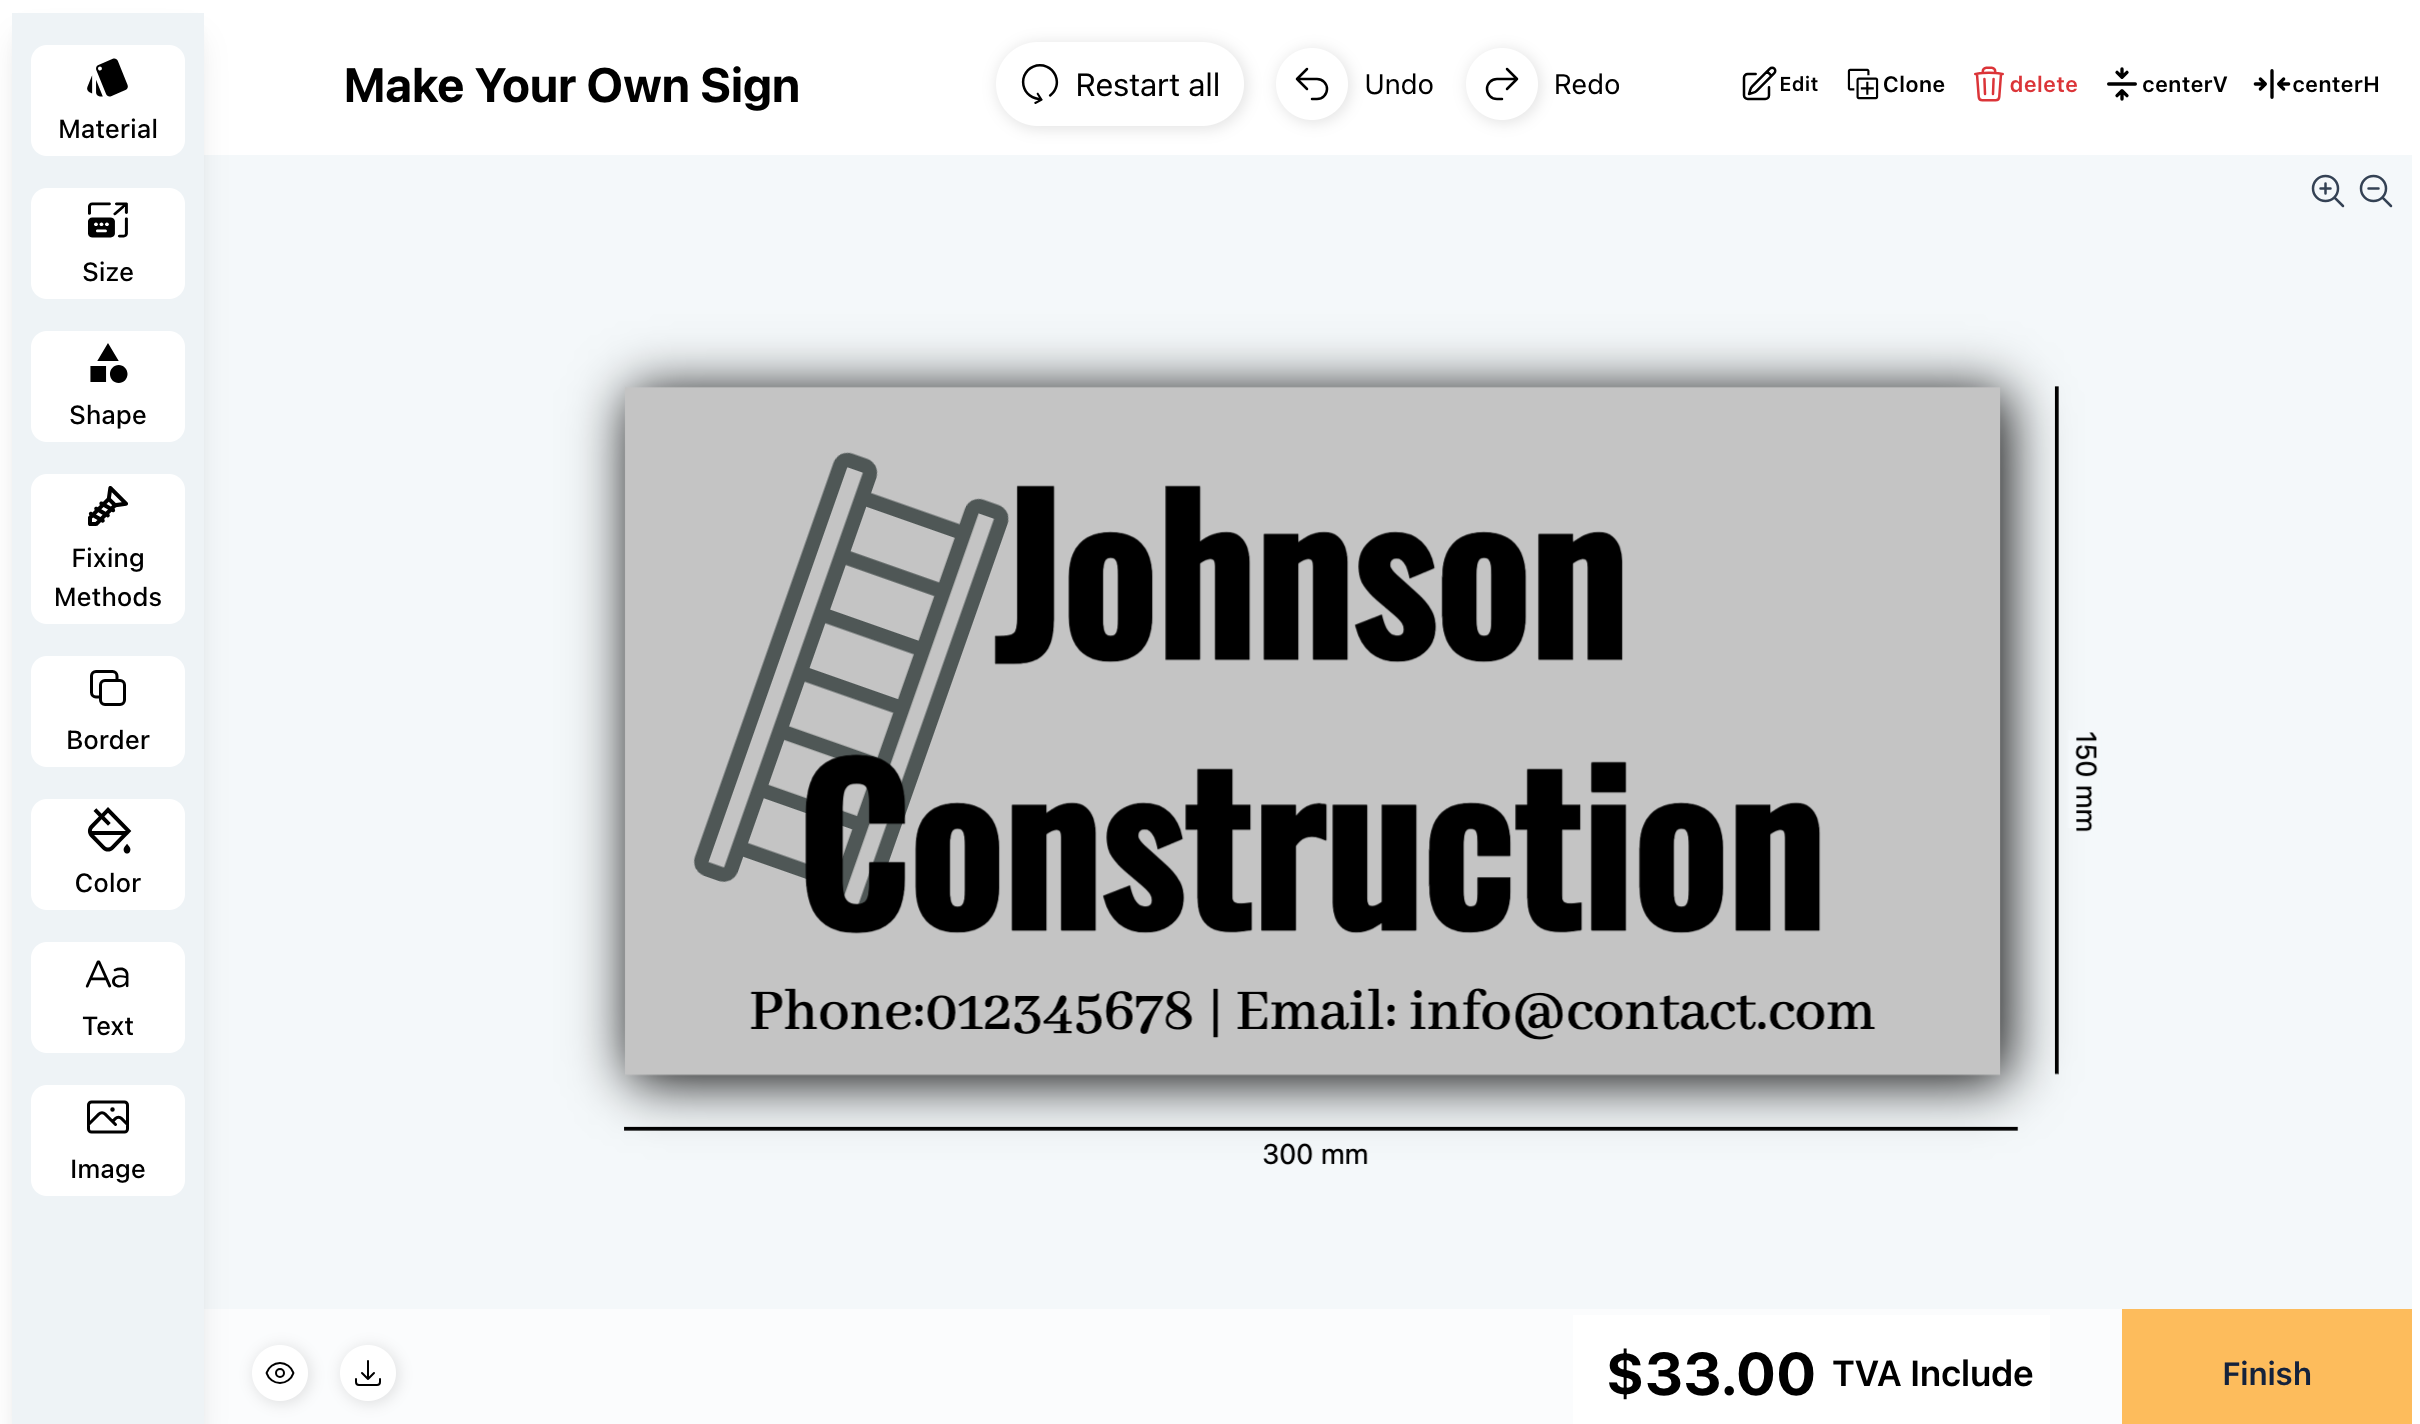 Make Your Own Sign
Restart all
Undo
Redo
Edit
Clone
delete
centerV
centerH
Material
Size
Shape
Fixing
Methods
Border
Color
Aa
Text
Image
Johnson
Construction
Phone:012345678 | Email: info@contact.com
150 mm
300 mm
$33.00 TVA Include
Finish